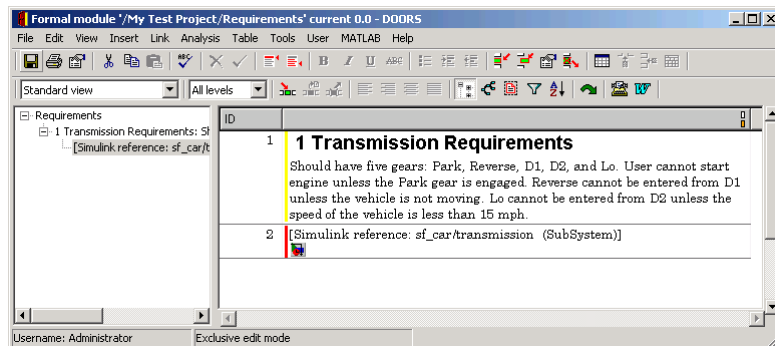 Formal module '/My Test Project/Requirements' current 0.0 - DOORS
File Edit View Insert Link Analysis Table Tools User MATLAB Help
B I U ABC
Standard view All levels
Requirements
1 Transmission Requirements: Sh
[Simulink reference: sf_car/t
ID
1 1 Transmission Requirements
Should have five gears: Park, Reverse, D1, D2, and Lo. User cannot start
engine unless the Park gear is engaged. Reverse cannot be entered from D1
unless the vehicle is not moving. Lo cannot be entered from D2 unless the
speed of the vehicle is less than 15 mph.
2 [Simulink reference: sf_car/transmission (SubSystem)]
Username: Administrator Exclusive edit mode